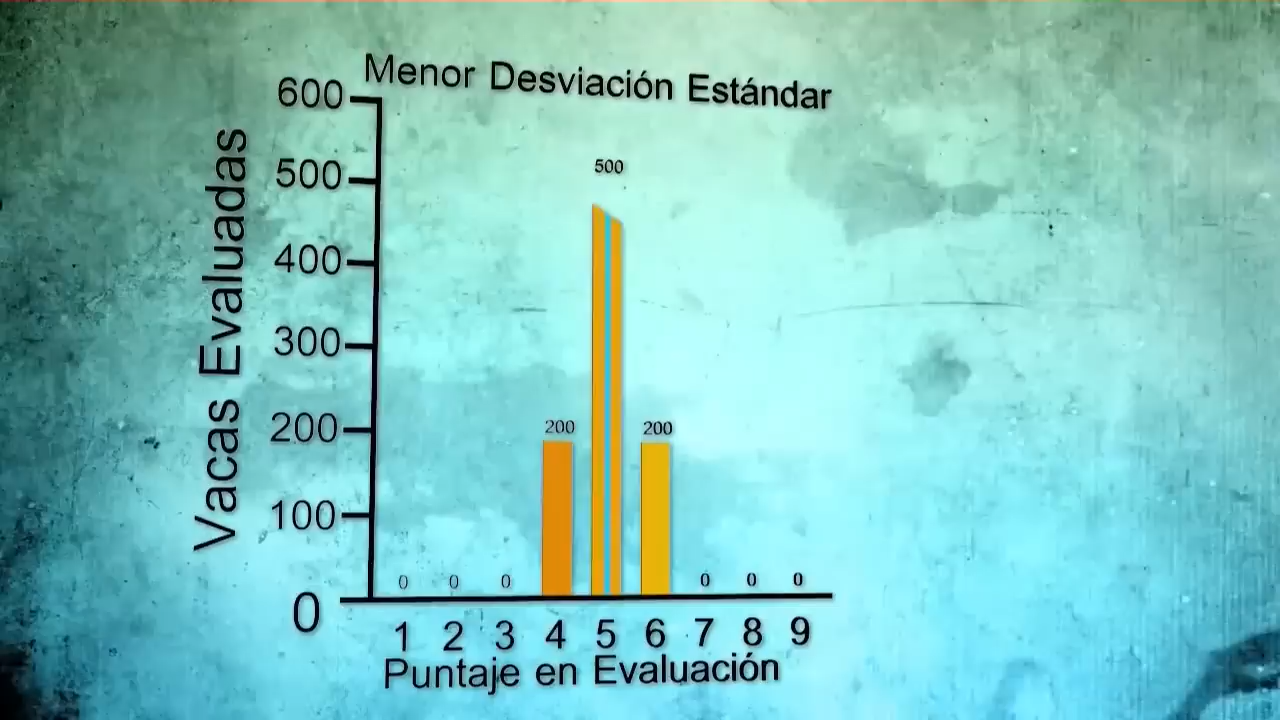 Menor Desviación Estándar
600
500
400
300
200
100
0
Vacas Evaluadas
500
200
200
0 0 0 0 0 0
1 2 3 4 5 6 7 8 9
Puntaje en Evaluación